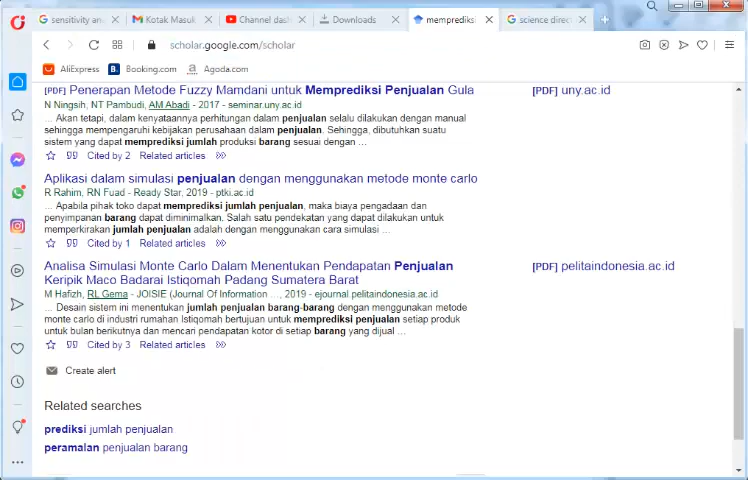 sensitivity an
Kotak Masuk
Channel dash
Downloads
memprediks
science direct
scholar.google.com/scholar
AliExpress
B. Booking.com
a Agoda.com
[PDF] Penerapan Metode Fuzzy Mamdani untuk Memprediksi Penjualan Gula
[PDF] uny.ac.id
N Ningsih, NT Pambudi, AM Abadi - 2017 - seminar.uny.ac.id
... Akan tetapi, dalam kenyataannya perhitungan dalam penjualan selalu dilakukan dengan manual
sehingga mempengaruhi kebijakan perusahaan dalam penjualan. Sehingga, dibutuhkan suatu
sistem yang dapat memprediksi jumlah produksi barang sesuai dengan ...
Cited by 2 Related articles
Aplikasi dalam simulasi penjualan dengan menggunakan metode monte carlo
R Rahim, RN Fuad - Ready Star, 2019 - ptki.ac.id
... Apabila pihak toko dapat memprediksi jumlah penjualan, maka biaya pengadaan dan
penyimpanan barang dapat diminimalkan. Salah satu pendekatan yang dapat dilakukan untuk
memperkirakan jumlah penjualan adalah dengan menggunakan cara simulasi ...
Cited by 1 Related articles
Analisa Simulasi Monte Carlo Dalam Menentukan Pendapatan Penjualan
[PDF] pelitaindonesia.ac.id
Keripik Maco Badarai Istiqomah Padang Sumatera Barat
M Hafizh, RL Gema - JOISIE (Journal Of Information ..., 2019 - ejournal.pelitaindonesia.ac.id
... Desain sistem ini menentukan jumlah penjualan barang-barang dengan menggunakan metode
monte carlo di industri rumahan Istiqomah bertujuan untuk memprediksi penjualan setiap produk
untuk bulan berikutnya dan mencari pendapatan kotor di setiap barang yang dijual ...
Cited by 3 Related articles
Create alert
Related searches
prediksi jumlah penjualan
peramalan penjualan barang